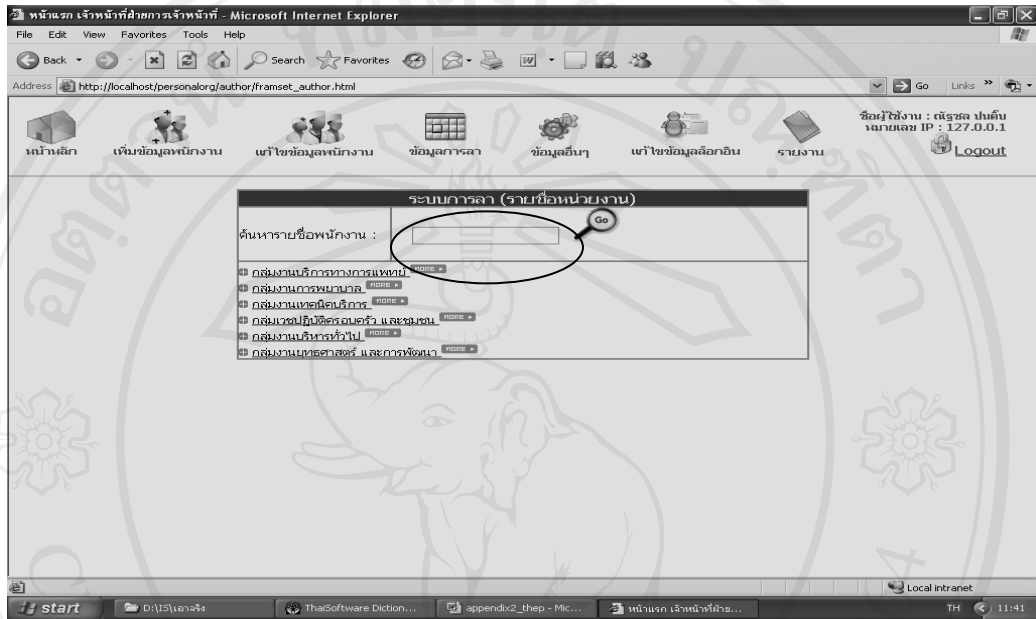 หน้าแรก เจ้าหน้าที่ฝ่ายการเจ้าหน้าที่ - Microsoft Internet Explorer
File Edit View Favorites Tools Help
Back Search Favorites
Address http://localhost/personalorg/author/framset_author.html Go Links »
หน้าหลัก เพิ่มข้อมูลพนักงาน แก้ไขข้อมูลพนักงาน ข้อมูลการลา ข้อมูลอื่นๆ แก้ไขข้อมูลล็อกอิน รายงาน
ชื่อผู้ใช้งาน : ณัฐชล ปนคิ้บ
หมายเลข IP : 127.0.0.1
Logout
ระบบการลา (รายชื่อหน่วยงาน)
ค้นหารายชื่อพนักงาน : Go
กลุ่มงานบริการทางการแพทย์ MORE
กลุ่มงานการพยาบาล MORE
กลุ่มงานเทคนิคบริการ MORE
กลุ่มเวชปฏิบัติครอบครัว และชุมชน MORE
กลุ่มงานบริหารทั่วไป MORE
กลุ่มงานยุทธศาสตร์ และการพัฒนา MORE
Local intranet
start D:\IS\เอาจริง ThaiSoftware Diction... appendix2_thep - Mic... หน้าแรก เจ้าหน้าที่ฝ่าย... TH 11:41